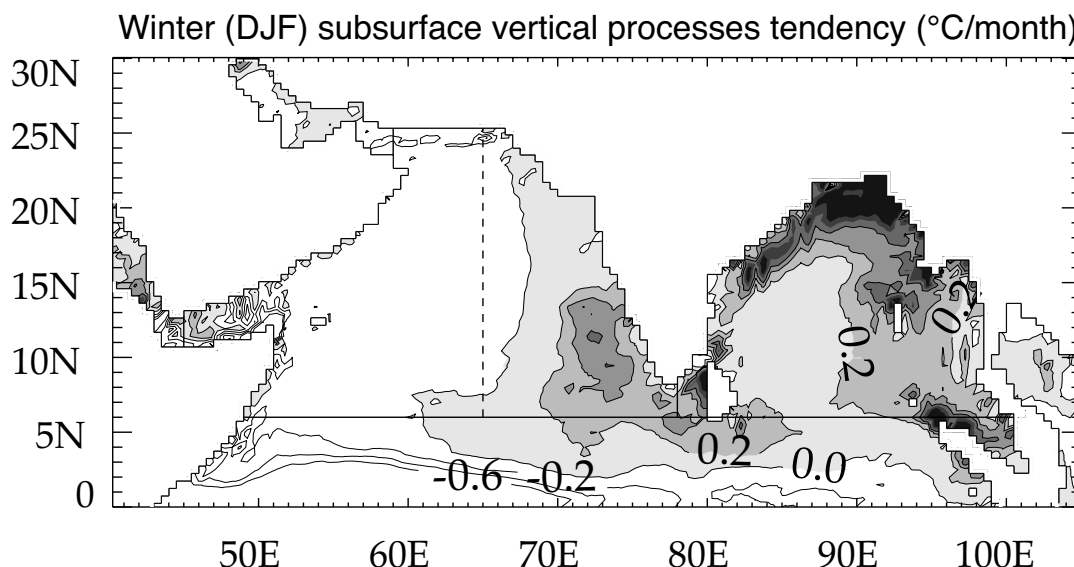 Winter (DJF) subsurface vertical processes tendency (°C/month)
30N
25N
20N
15N
10N
5N
0
0.2
0.2
0.2
0.0
-0.6
-0.2
50E
60E
70E
80E
90E
100E